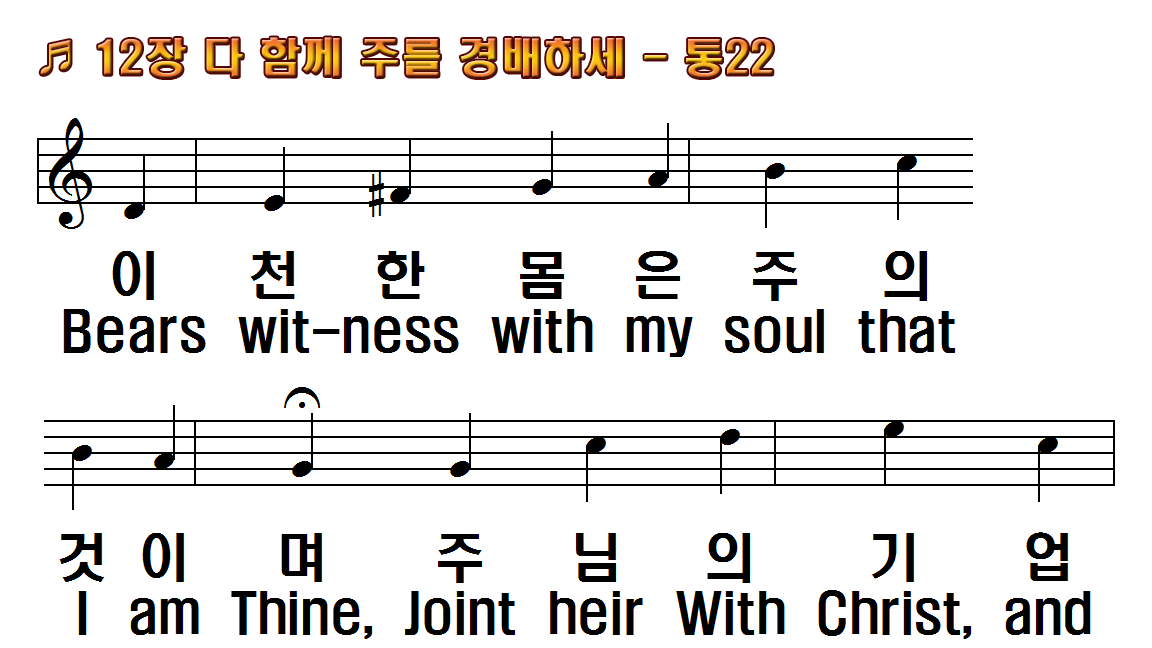 ♬ 12장 다 함께 주를 경배하세 - 통22
이 천 한 몸 은 주 의
Bears wit-ness with my soul that
것 이 며 주 님 의 기 업
I am Thine, Joint heir With Christ, and